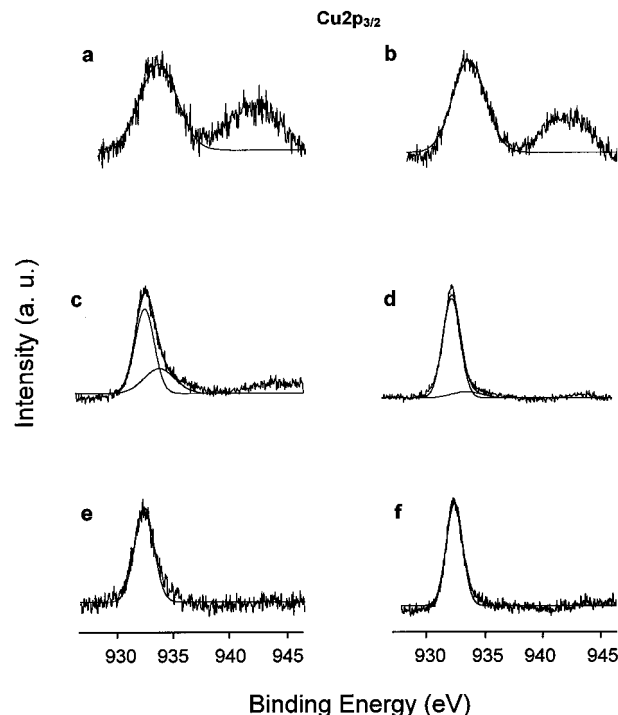 Cu2p3/2
a
b
c
d
e
f
Intensity (a. u.)
930 935 940 945
930 935 940 945
Binding Energy (eV)